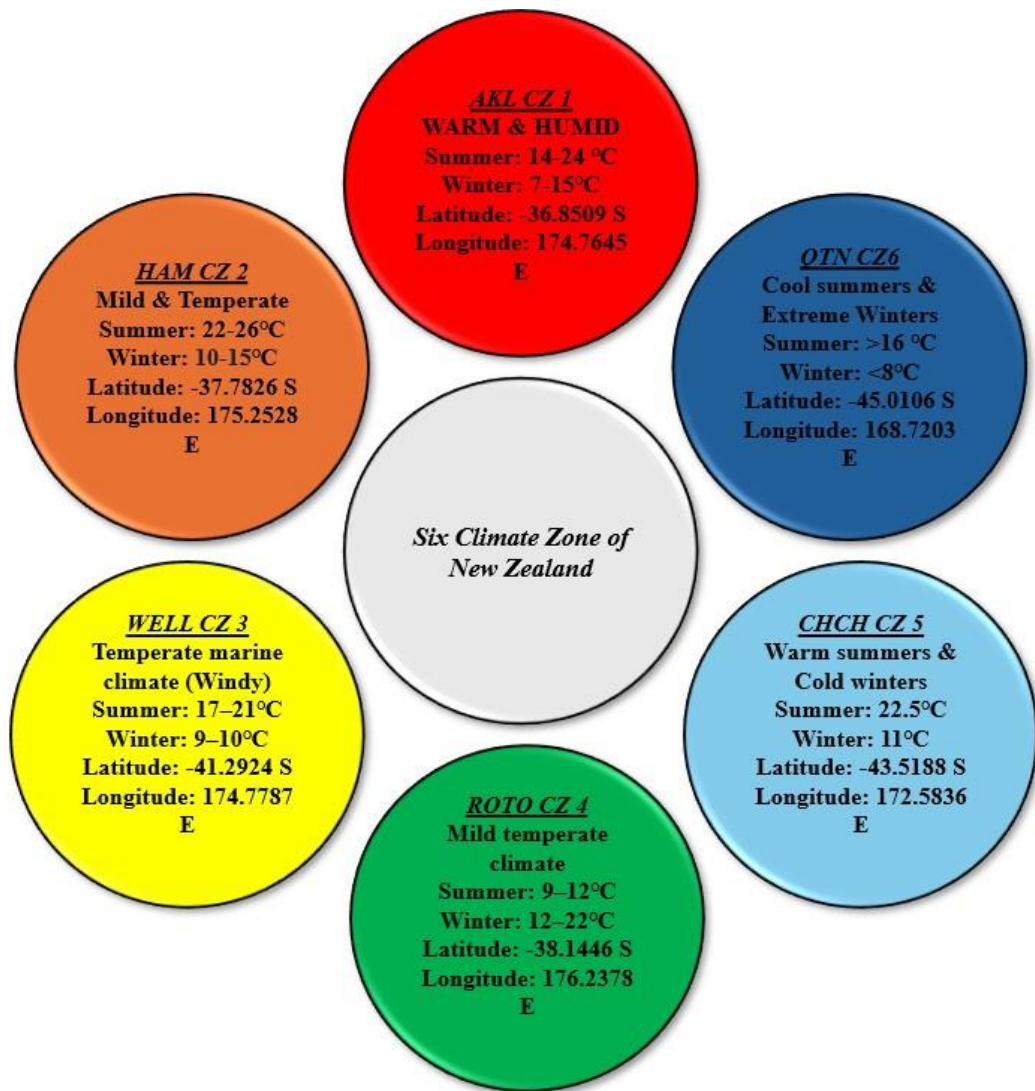 AKL CZ 1
WARM & HUMID
Summer: 14-24 °C
Winter: 7-15°C
Latitude: -36.8509 S
Longitude: 174.7645
E
HAM CZ 2
Mild & Temperate
Summer: 22-26°C
Winter: 10-15°C
Latitude: -37.7826 S
Longitude: 175.2528
E
QTN CZ6
Cool summers &
Extreme Winters
Summer: >16 °C
Winter: <8°C
Latitude: -45.0106 S
Longitude: 168.7203
E
Six Climate Zone of
New Zealand
WELL CZ 3
Temperate marine
climate (Windy)
Summer: 17–21°C
Winter: 9–10°C
Latitude: -41.2924 S
Longitude: 174.7787
E
CHCH CZ 5
Warm summers &
Cold winters
Summer: 22.5°C
Winter: 11°C
Latitude: -43.5188 S
Longitude: 172.5836
E
ROTO CZ 4
Mild temperate
climate
Summer: 9–12°C
Winter: 12–22°C
Latitude: -38.1446 S
Longitude: 176.2378
E